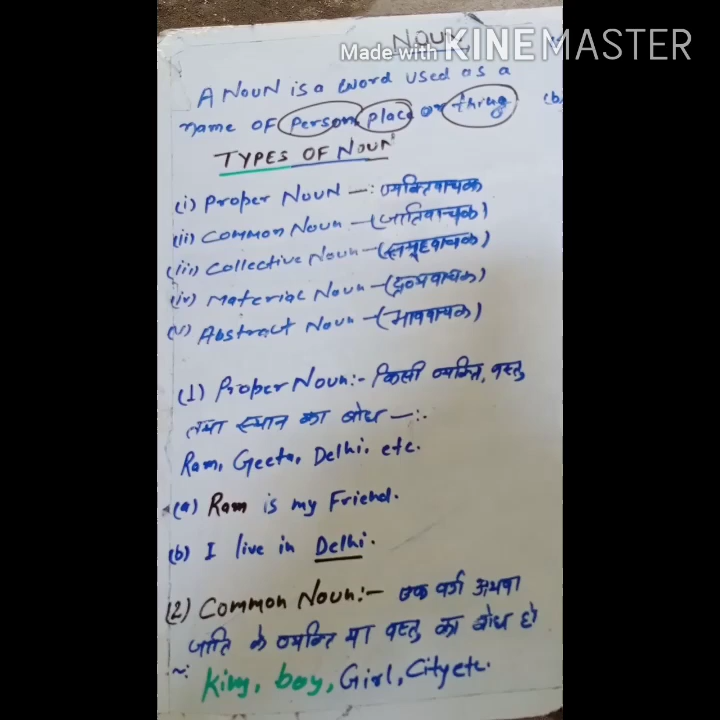 NOUN
Made with KINEMASTER
A NOUN is a word used as a
name OF Person, place or thing (b)
TYPES OF NOUN
(i) Proper NOUN —: व्यक्तिवाचक
(ii) Common Noun —(जातिवाचक)
(iii) Collective Noun —(समूहवाचक)
(iv) Material Noun —(द्रव्यवाचक)
(v) Abstract Noun —(भाववाचक)
(1) Proper Noun:- किसी व्यक्ति, वस्तु
तथा स्थान का बोध —:.
Ram, Geeta, Delhi, etc.
(a) Ram is my Friend.
(b) I live in Delhi.
(2) Common Noun:- एक वर्ग अथवा
जाति के व्यक्ति या वस्तु का बोध हो
~: King, boy, Girl, City etc.